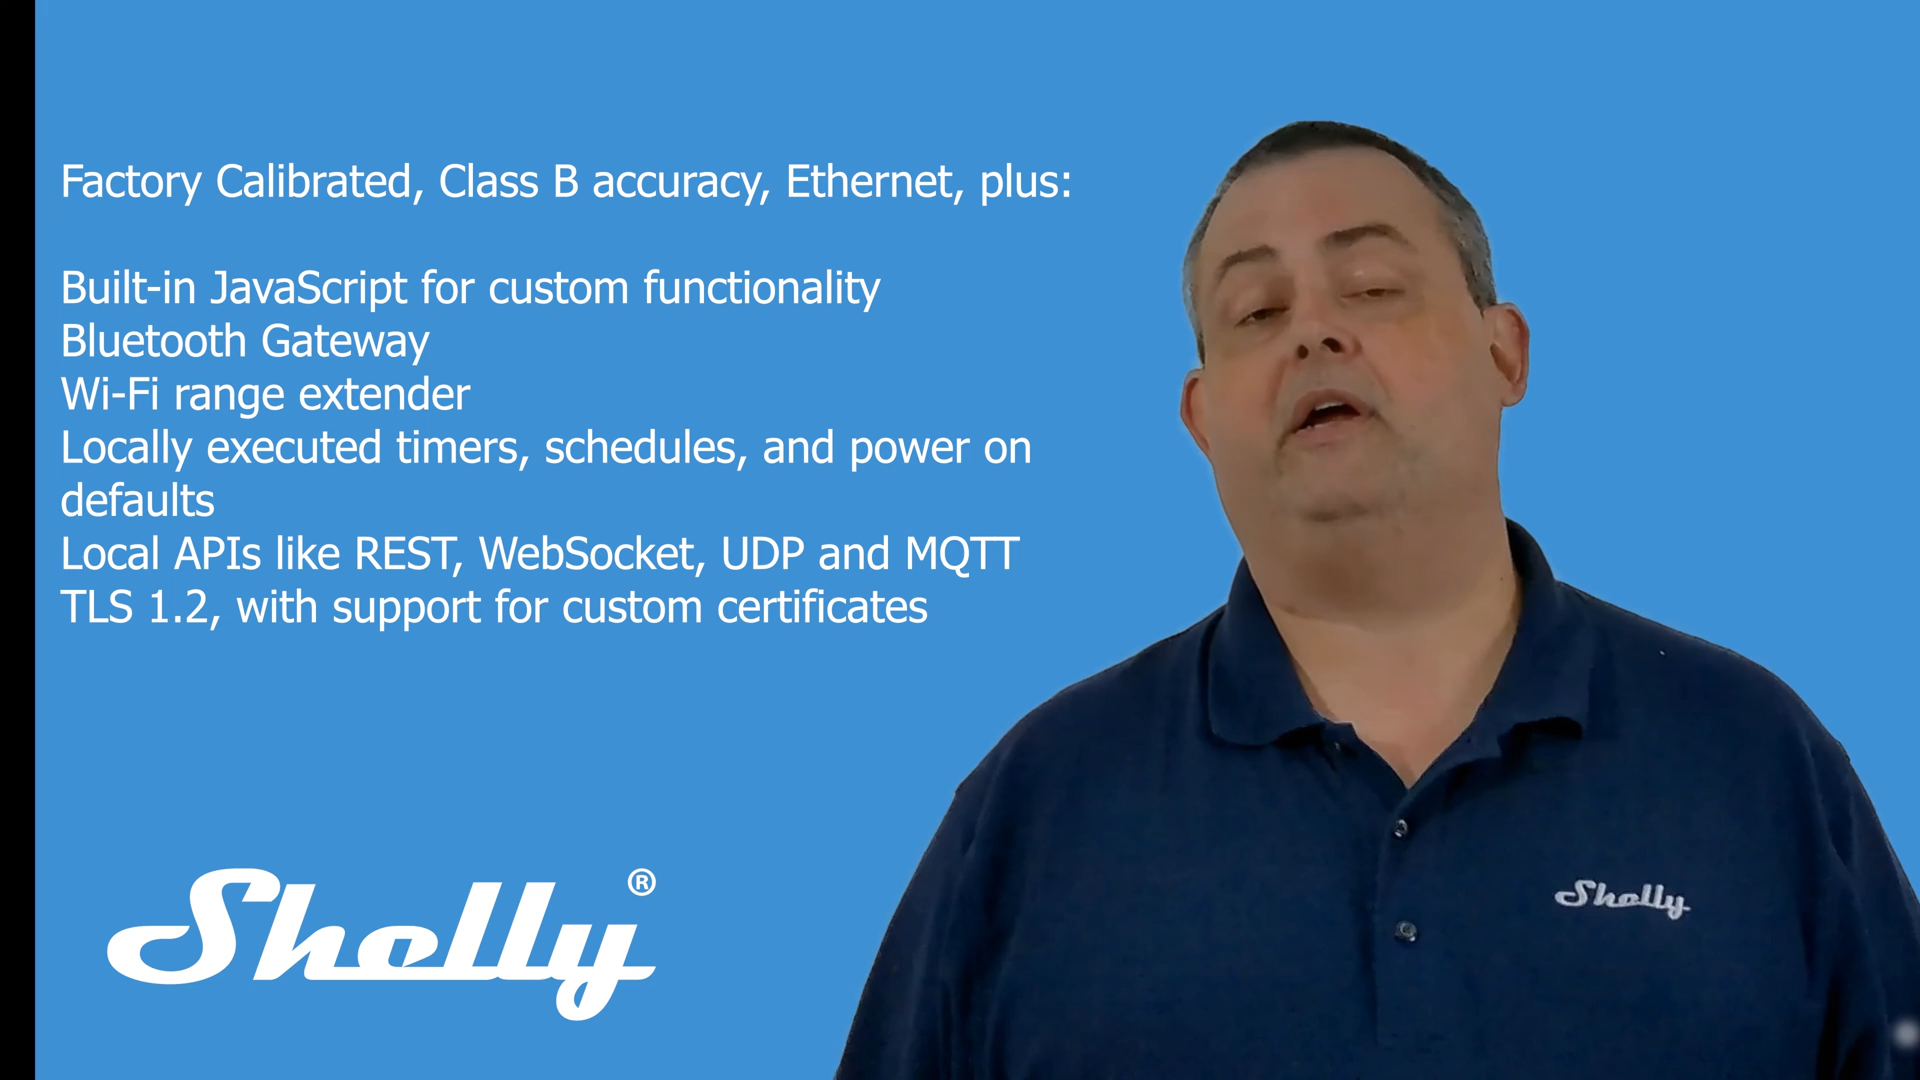 Factory Calibrated, Class B accuracy, Ethernet, plus:
Built-in JavaScript for custom functionality
Bluetooth Gateway
Wi-Fi range extender
Locally executed timers, schedules, and power on
defaults
Local APIs like REST, WebSocket, UDP and MQTT
TLS 1.2, with support for custom certificates
Shelly®
Shelly